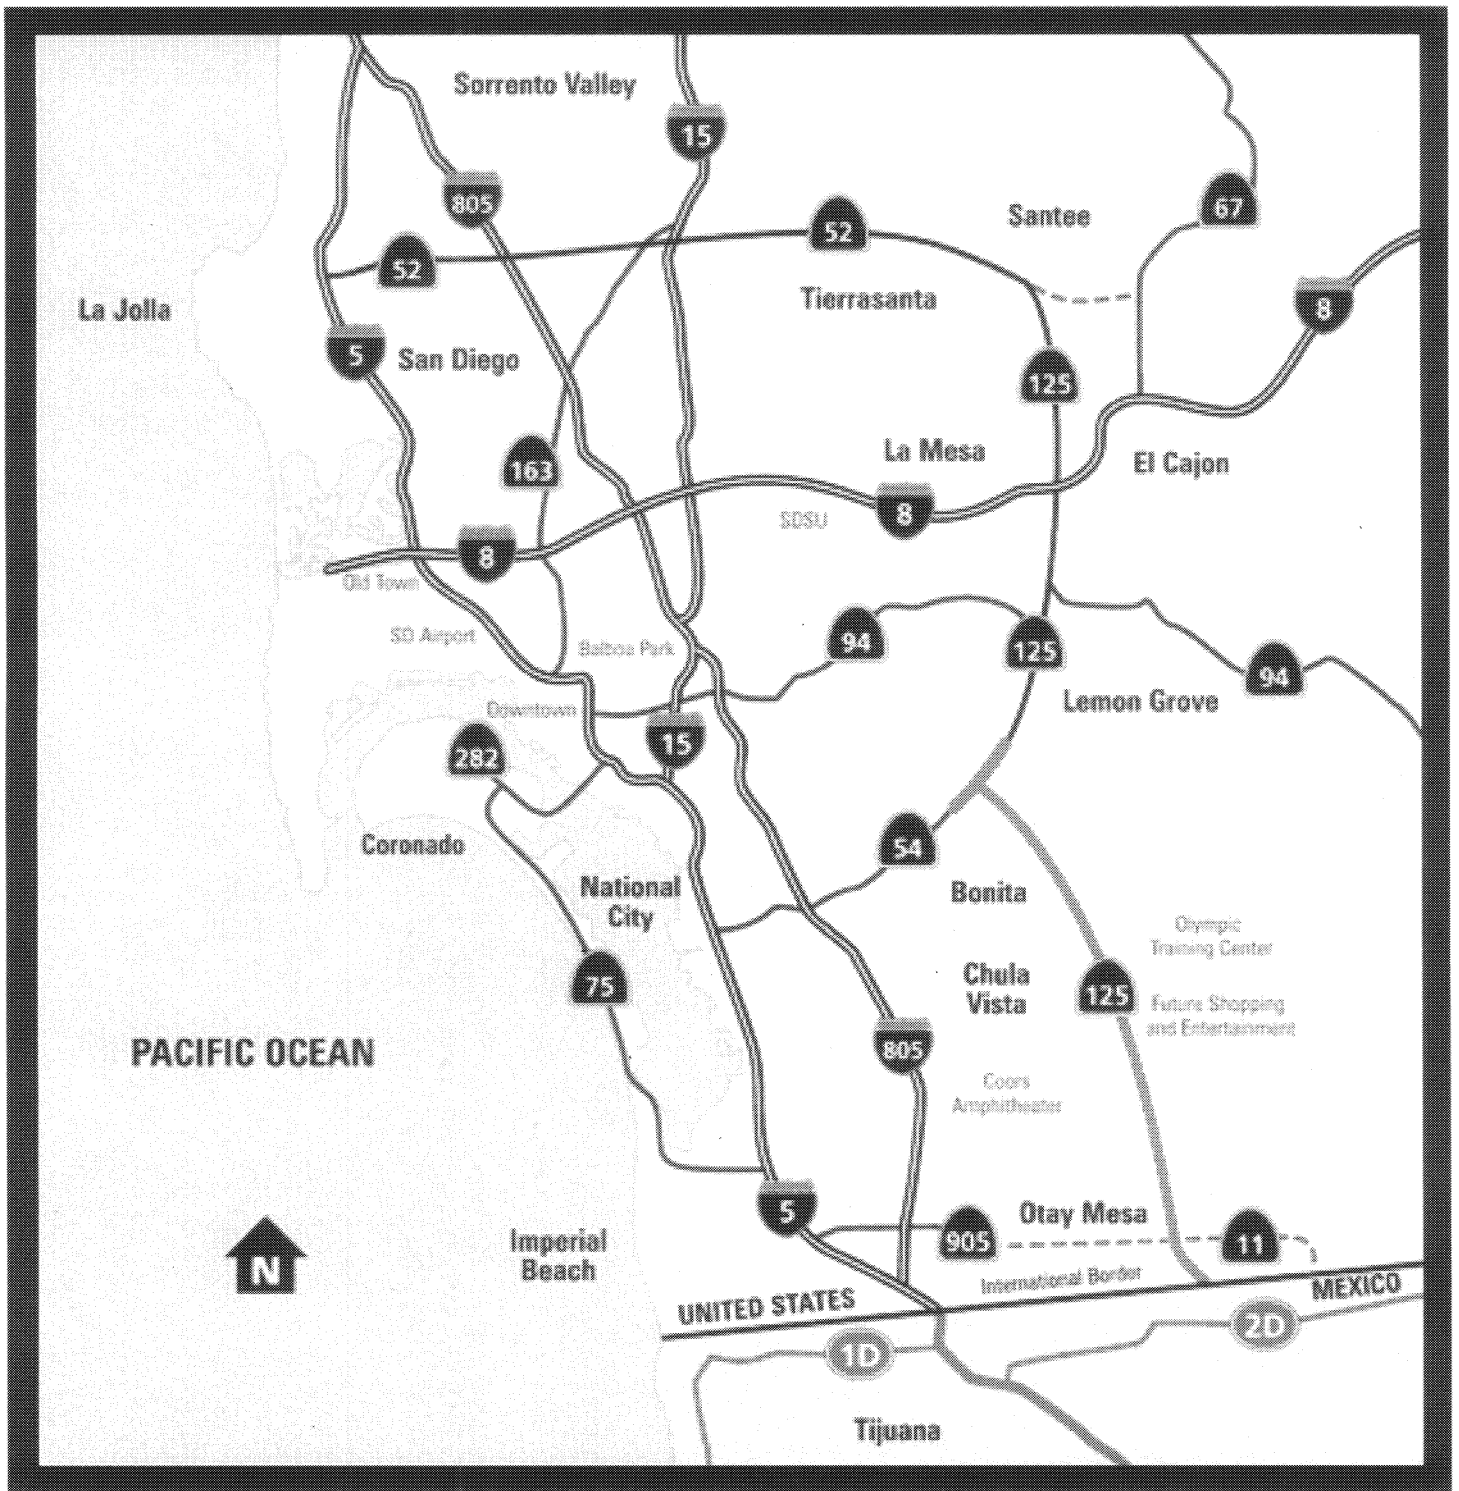 Sorrento Valley
15
805
67
Santee
52
52
La Jolla
Tierrasanta
8
5
San Diego
125
163
La Mesa
El Cajon
SDSU
8
8
Old Town
SD Airport
Balboa Park
94
125
94
Lemon Grove
Downtown
282
15
Coronado
54
National
City
Bonita
Olympic
Training Center
75
Chula
Vista
125
Future Shopping
and Entertainment
PACIFIC OCEAN
805
Coors
Amphitheater
5
Otay Mesa
905
11
N
Imperial
Beach
International Border
UNITED STATES
MEXICO
1D
2D
Tijuana